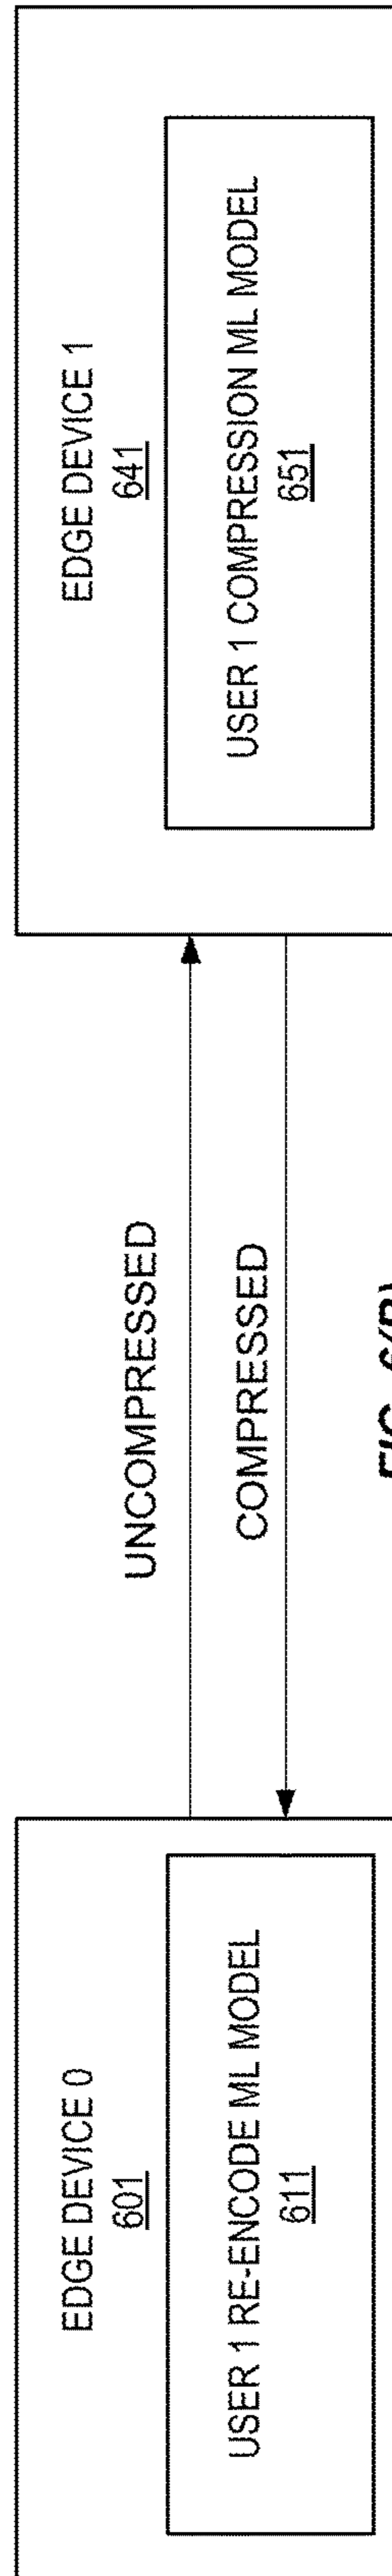 EDGE DEVICE 0
601
USER 1 RE-ENCODE ML MODEL
611
UNCOMPRESSED
COMPRESSED
EDGE DEVICE 1
641
USER 1 COMPRESSION ML MODEL
651
FIG.